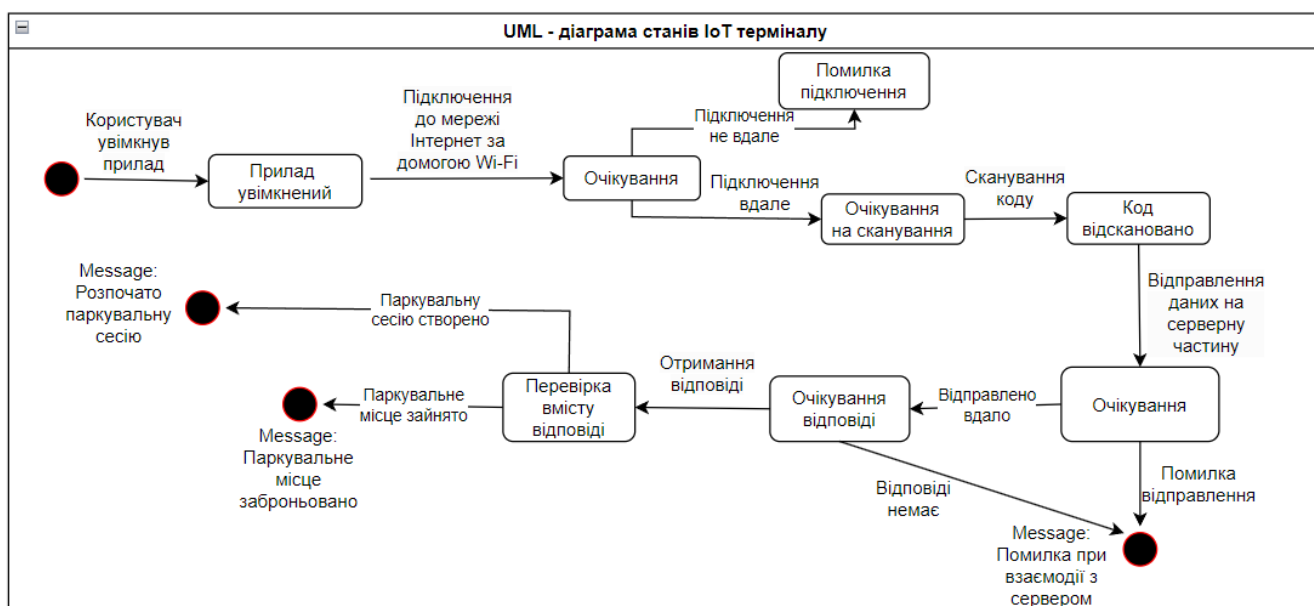 UML - діаграма станів IoT терміналу
Користувач
увімкнув
прилад
Прилад
увімкнений
Підключення
до мережі
Інтернет за
домогою Wi-Fi
Очікування
Підключення
не вдале
Помилка
підключення
Підключення
вдале
Очікування
на сканування
Сканування
коду
Код
відскановано
Відправлення
даних на
серверну
частину
Очікування
Відправлено
вдало
Помилка
відправлення
Очікування
відповіді
Відповіді
немає
Message:
Помилка при
взаємодії з
сервером
Отримання
відповіді
Перевірка
вмісту
відповіді
Паркувальну
сесію створено
Message:
Розпочато
паркувальну
сесію
Паркувальне
місце зайнято
Message:
Паркувальне
місце
заброньовано